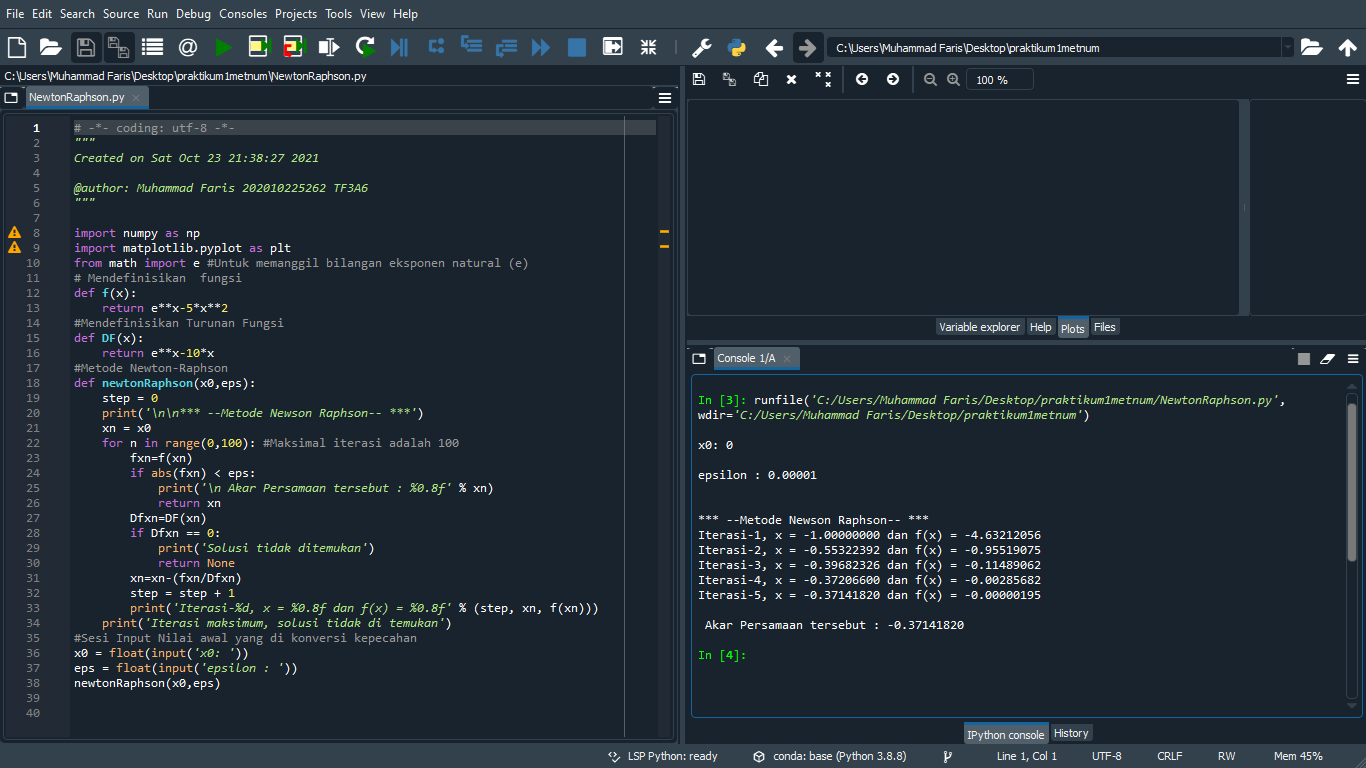 File Edit Search Source Run Debug Consoles Projects Tools View Help
C:\Users\Muhammad Faris\Desktop\praktikum1metnum
C:\Users\Muhammad Faris\Desktop\praktikum1metnum\NewtonRaphson.py
NewtonRaphson.py
1 # -*- coding: utf-8 -*-
2 """
3 Created on Sat Oct 23 21:38:27 2021
4
5 @author: Muhammad Faris 202010225262 TF3A6
6 """
7
8 import numpy as np
9 import matplotlib.pyplot as plt
10 from math import e #Untuk memanggil bilangan eksponen natural (e)
11 # Mendefinisikan  fungsi
12 def f(x):
13     return e**x-5*x**2
14 #Mendefinisikan Turunan Fungsi
15 def DF(x):
16     return e**x-10*x
17 #Metode Newton-Raphson
18 def newtonRaphson(x0,eps):
19     step = 0
20     print('\n\n*** --Metode Newson Raphson-- ***')
21     xn = x0
22     for n in range(0,100): #Maksimal iterasi adalah 100
23         fxn=f(xn)
24         if abs(fxn) < eps:
25             print('\n Akar Persamaan tersebut : %0.8f' % xn)
26             return xn
27         Dfxn=DF(xn)
28         if Dfxn == 0:
29             print('Solusi tidak ditemukan')
30             return None
31         xn=xn-(fxn/Dfxn)
32         step = step + 1
33         print('Iterasi-%d, x = %0.8f dan f(x) = %0.8f' % (step, xn, f(xn)))
34     print('Iterasi maksimum, solusi tidak di temukan')
35 #Sesi Input Nilai awal yang di konversi kepecahan
36 x0 = float(input('x0: '))
37 eps = float(input('epsilon : '))
38 newtonRaphson(x0,eps)
39
40
100 %
Variable explorer Help Plots Files
Console 1/A
In [3]: runfile('C:/Users/Muhammad Faris/Desktop/praktikum1metnum/NewtonRaphson.py',
wdir='C:/Users/Muhammad Faris/Desktop/praktikum1metnum')
x0: 0
epsilon : 0.00001
*** --Metode Newson Raphson-- ***
Iterasi-1, x = -1.00000000 dan f(x) = -4.63212056
Iterasi-2, x = -0.55322392 dan f(x) = -0.95519075
Iterasi-3, x = -0.39682326 dan f(x) = -0.11489062
Iterasi-4, x = -0.37206600 dan f(x) = -0.00285682
Iterasi-5, x = -0.37141820 dan f(x) = -0.00000195
Akar Persamaan tersebut : -0.37141820
In [4]:
IPython console History
LSP Python: ready conda: base (Python 3.8.8) Line 1, Col 1 UTF-8 CRLF RW Mem 45%